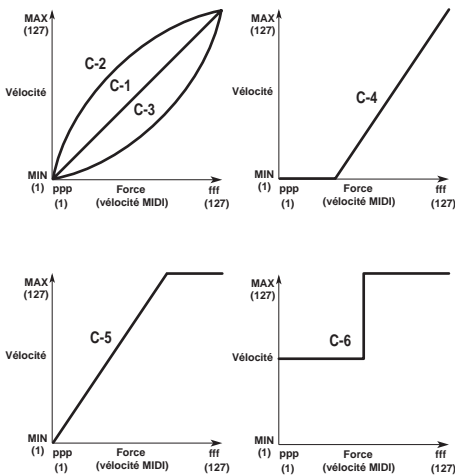 MAX
(127)
C-2
C-1
Vélocité
C-3
MIN
(1)
ppp
(1)
Force
(vélocité MIDI)
fff
(127)
MAX
(127)
Vélocité
C-4
MIN
(1)
ppp
(1)
Force
(vélocité MIDI)
fff
(127)
MAX
(127)
C-5
Vélocité
MIN
(1)
ppp
(1)
Force
(vélocité MIDI)
fff
(127)
MAX
(127)
C-6
Vélocité
MIN
(1)
ppp
(1)
Force
(vélocité MIDI)
fff
(127)